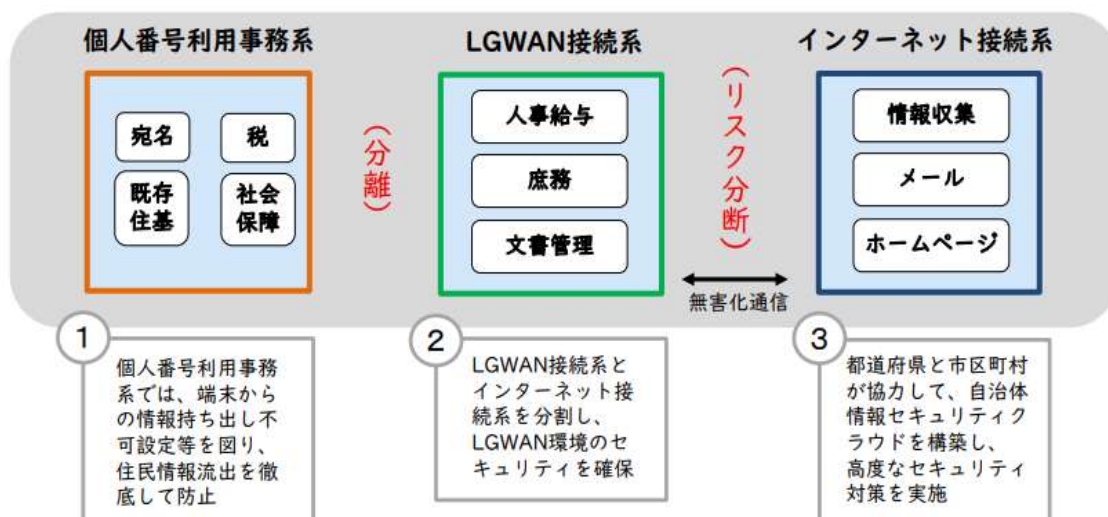 個人番号利用事務系
LGWAN接続系
インターネット接続系
宛名
税
既存
住基
社会
保障
(分離)
人事給与
庶務
文書管理
(リスク分断)
無害化通信
情報収集
メール
ホームページ
1
個人番号利用事務
系では、端末から
の情報持ち出し不
可設定等を図り、
住民情報流出を徹
底して防止
2
LGWAN接続系と
インターネット接
続系を分割し、
LGWAN環境のセ
キュリティを確保
3
都道府県と市区町村
が協力して、自治体
情報セキュリティク
ラウドを構築し、
高度なセキュリティ
対策を実施